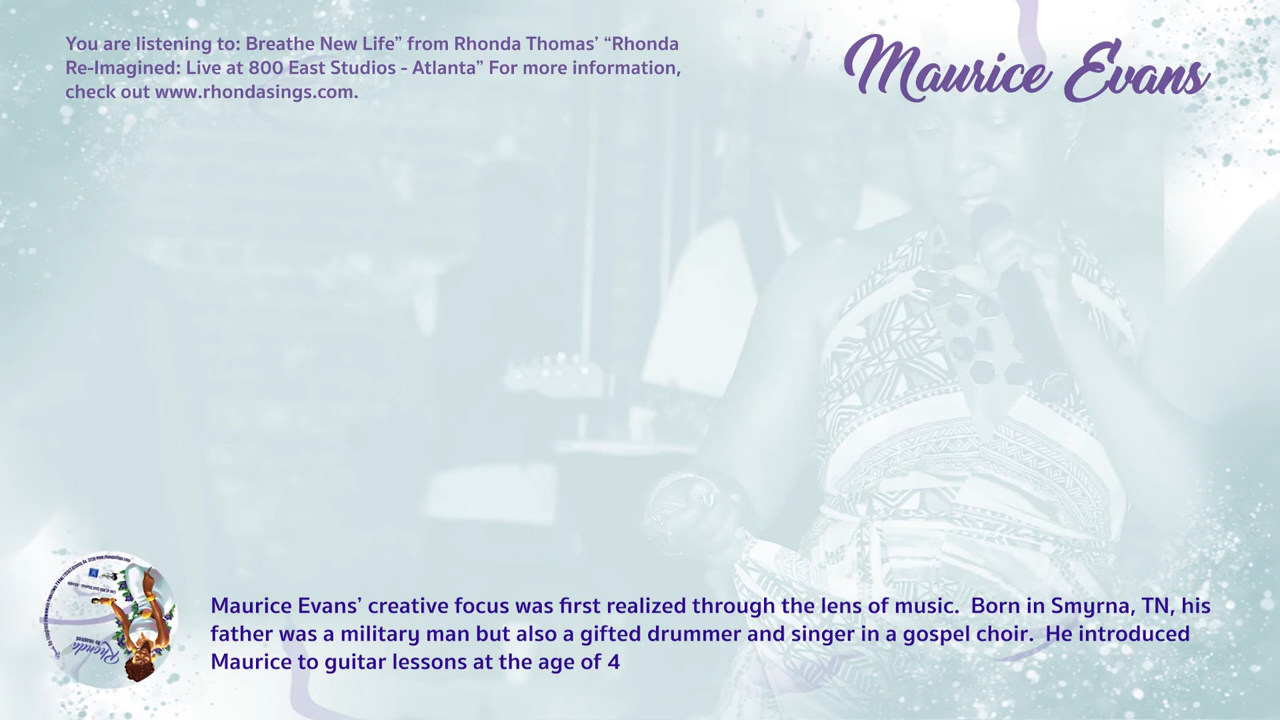 You are listening to: Breathe New Life” from Rhonda Thomas’ “Rhonda
Re-Imagined: Live at 800 East Studios - Atlanta” For more information,
check out www.rhondasings.com.
Maurice Evans
Maurice Evans’ creative focus was first realized through the lens of music.  Born in Smyrna, TN, his
father was a military man but also a gifted drummer and singer in a gospel choir.  He introduced
Maurice to guitar lessons at the age of 4
Rhonda